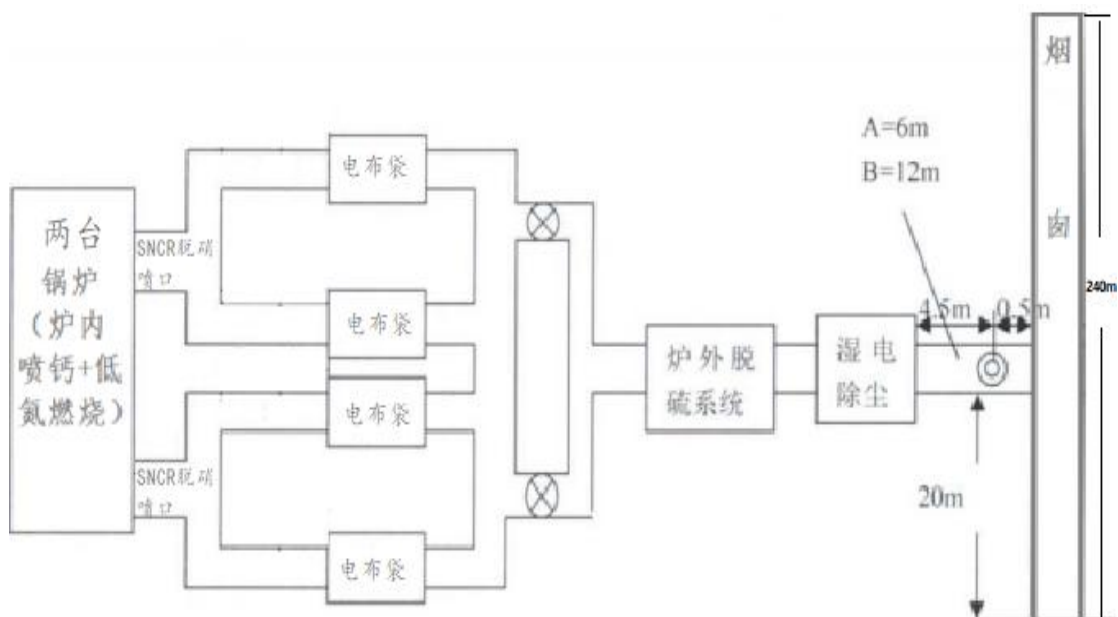 烟
囱
A=6m
B=12m
电布袋
两台
锅炉
（炉内
喷钙+低
氮燃烧）
SNCR脱硝
喷口
电布袋
电布袋
SNCR脱硝
喷口
电布袋
炉外脱
硫系统
湿电
除尘
4.5m
0.5m
240m
20m